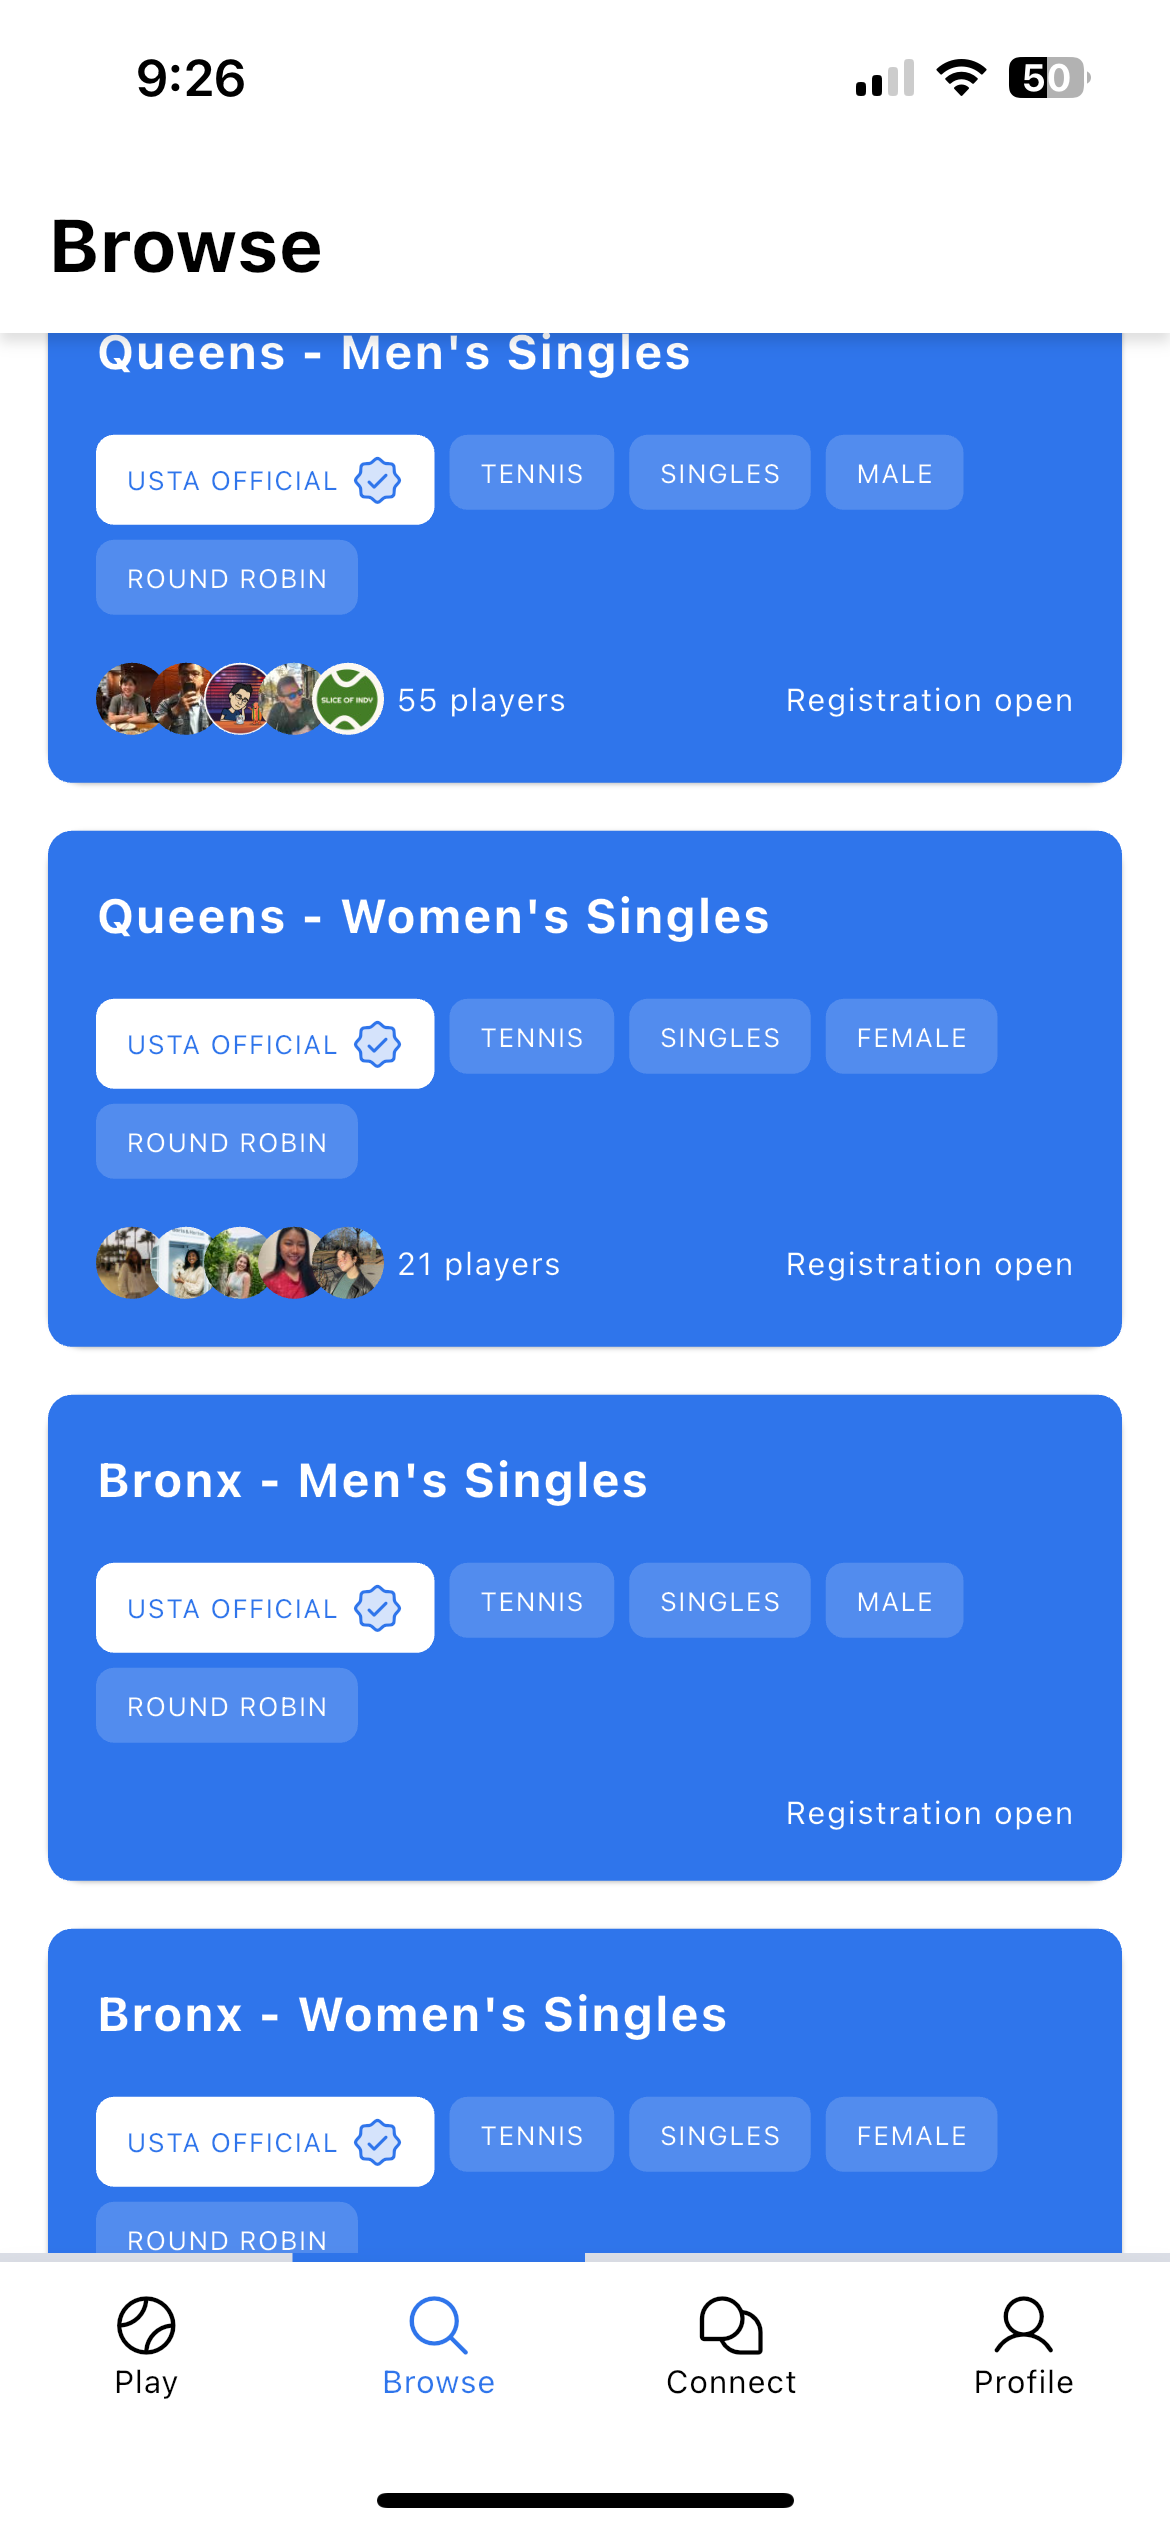 9:26
50
Browse
Queens - Men's Singles
USTA OFFICIAL TENNIS SINGLES MALE
ROUND ROBIN
SLICE OF INDY
55 players Registration open
Queens - Women's Singles
USTA OFFICIAL TENNIS SINGLES FEMALE
ROUND ROBIN
21 players Registration open
Bronx - Men's Singles
USTA OFFICIAL TENNIS SINGLES MALE
ROUND ROBIN
Registration open
Bronx - Women's Singles
USTA OFFICIAL TENNIS SINGLES FEMALE
ROUND ROBIN
Play Browse Connect Profile